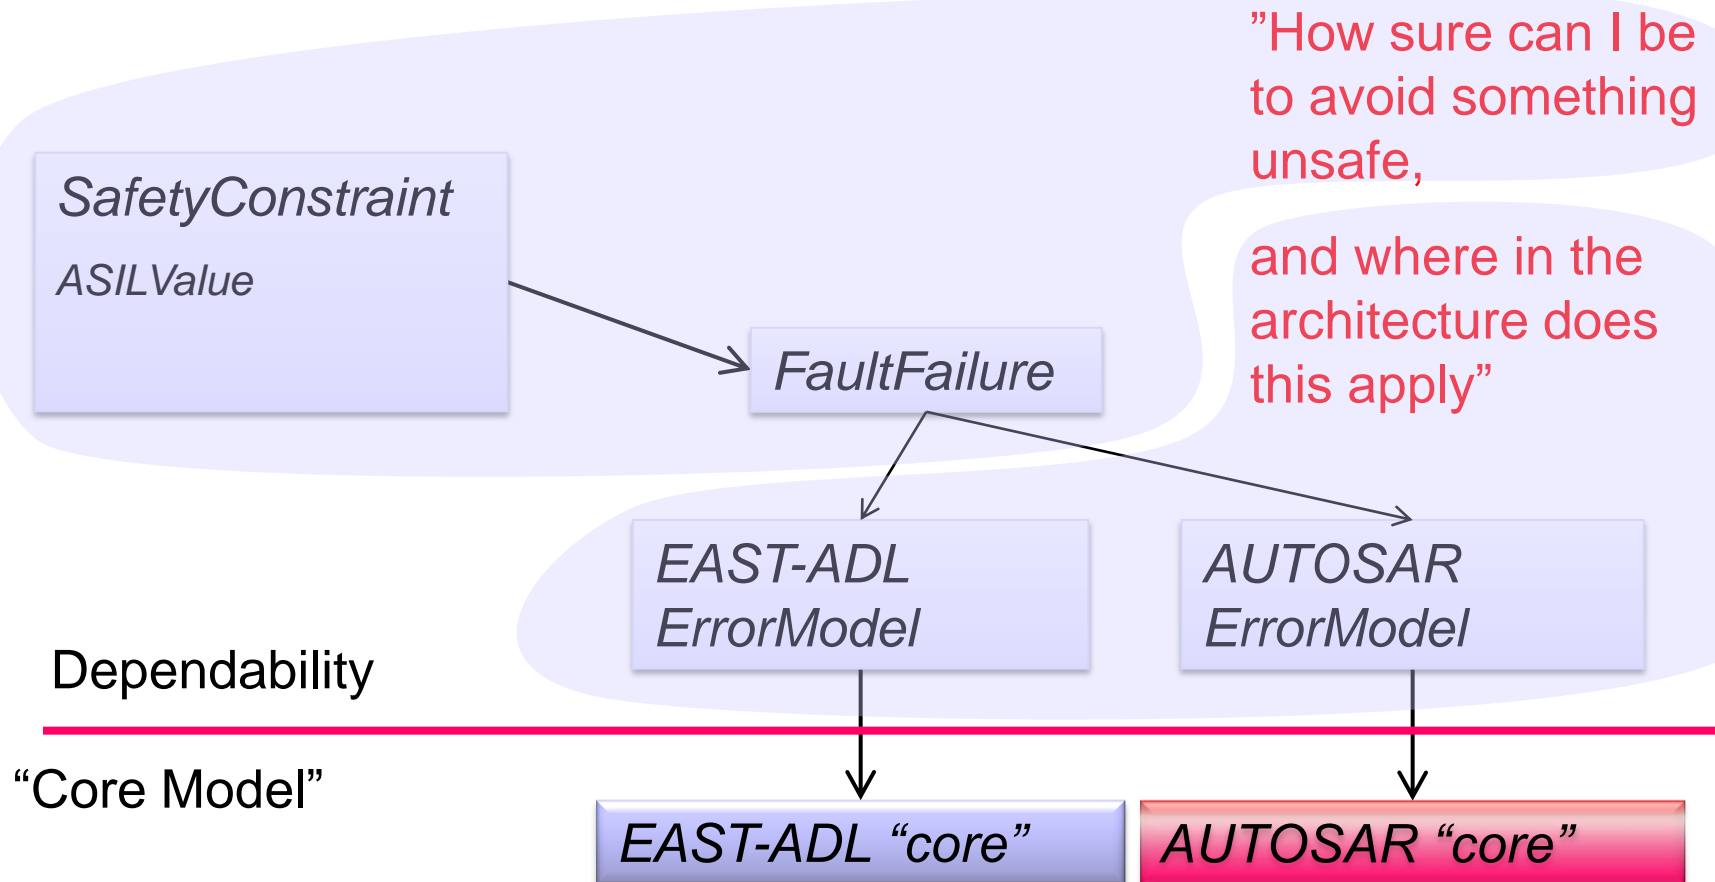 ”How sure can I be
to avoid something
unsafe,
SafetyConstraint
ASILValue
and where in the
architecture does
this apply”
FaultFailure
EAST-ADL
ErrorModel
AUTOSAR
ErrorModel
Dependability
“Core Model”
EAST-ADL “core”
AUTOSAR “core”